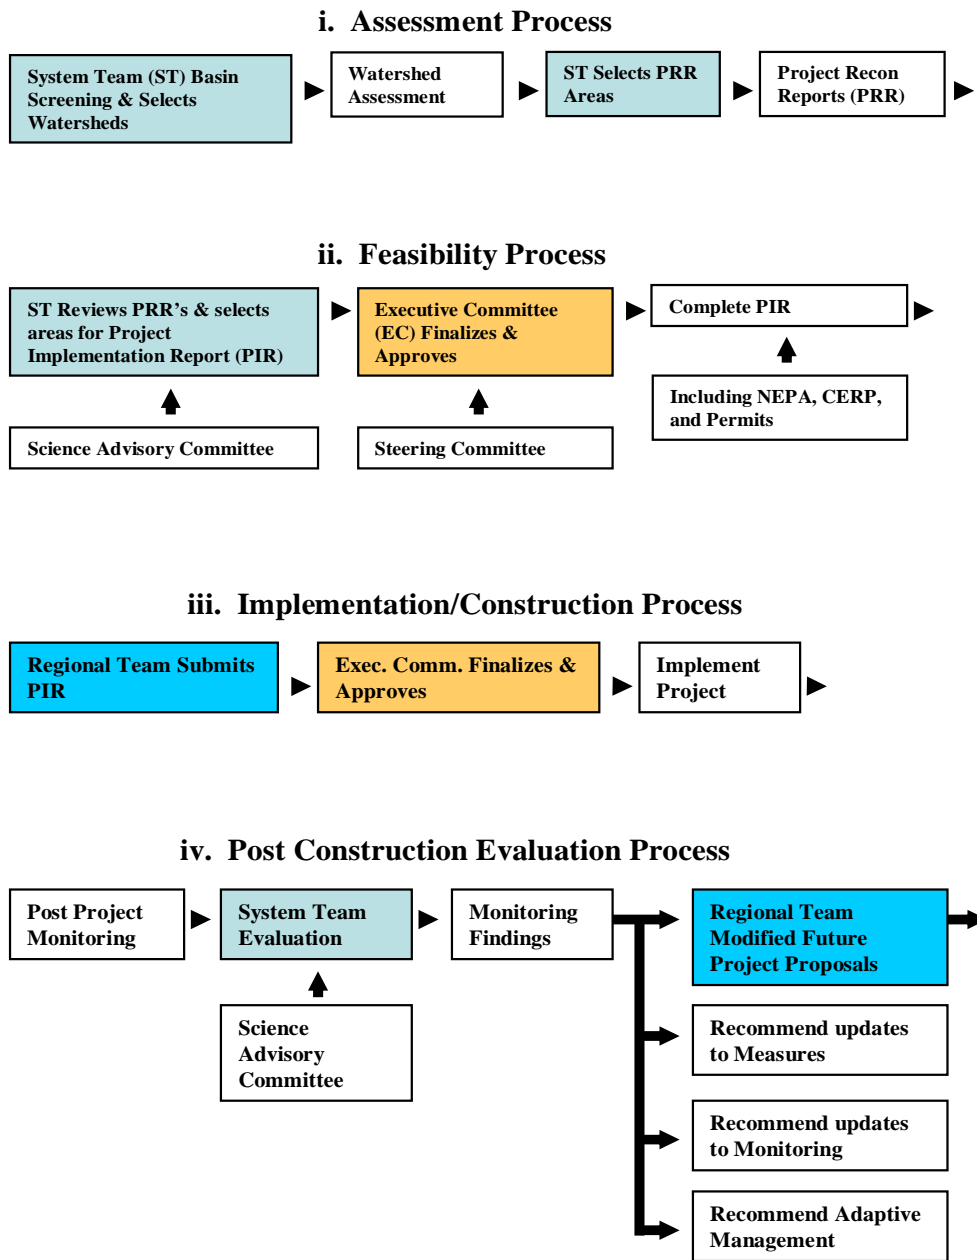 i.  Assessment Process
System Team (ST) Basin
Screening & Selects
Watersheds
Watershed
Assessment
ST Selects PRR
Areas
Project Recon
Reports (PRR)
ii.  Feasibility Process
ST Reviews PRR's & selects
areas for Project
Implementation Report (PIR)
Executive Committee
(EC) Finalizes &
Approves
Complete PIR
Including NEPA, CERP,
and Permits
Science Advisory Committee
Steering Committee
iii.  Implementation/Construction Process
Regional Team Submits
PIR
Exec. Comm. Finalizes &
Approves
Implement
Project
iv.  Post Construction Evaluation Process
Post Project
Monitoring
System Team
Evaluation
Monitoring
Findings
Regional Team
Modified Future
Project Proposals
Science
Advisory
Committee
Recommend updates
to Measures
Recommend updates
to Monitoring
Recommend Adaptive
Management